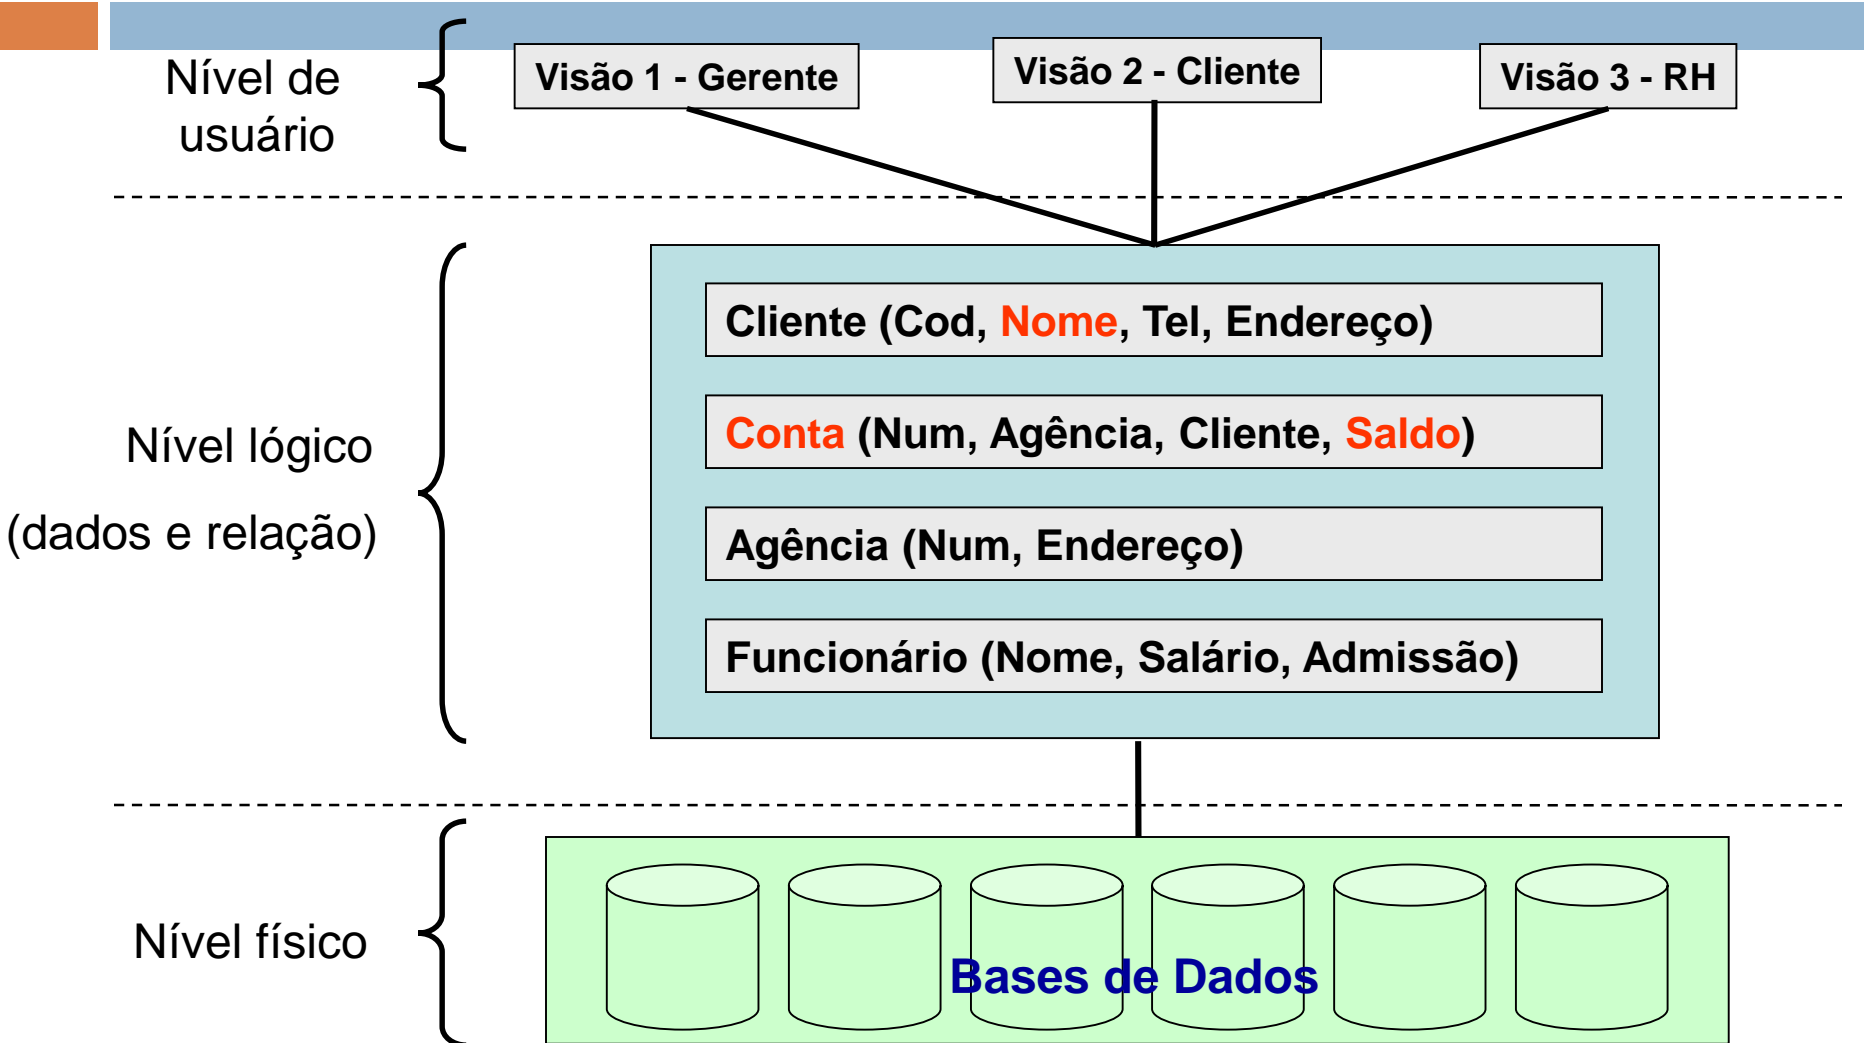 Nível de
usuário
Visão 1 - Gerente
Visão 2 - Cliente
Visão 3 - RH
Nível lógico
(dados e relação)
Cliente (Cod, Nome, Tel, Endereço)
Conta (Num, Agência, Cliente, Saldo)
Agência (Num, Endereço)
Funcionário (Nome, Salário, Admissão)
Nível físico
Bases de Dados